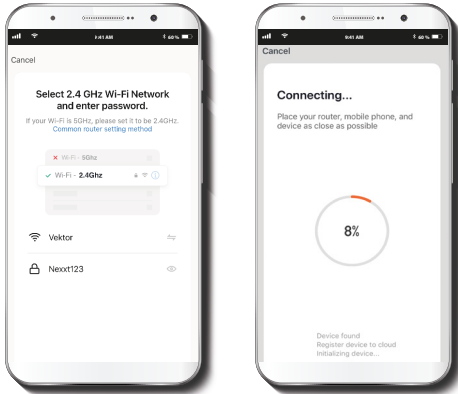 9:41 AM
60 %
Cancel
Select 2.4 GHz Wi-Fi Network
and enter password.
If your Wi-Fi is 5GHz, please set it to be 2.4GHz.
Common router setting method
Wi-Fi - 5Ghz
Wi-Fi - 2.4Ghz
Vektor
Nexxt123
9:41 AM
60 %
Cancel
Connecting...
Place your router, mobile phone, and
device as close as possible
8%
Device found
Register device to cloud
Initializing device...